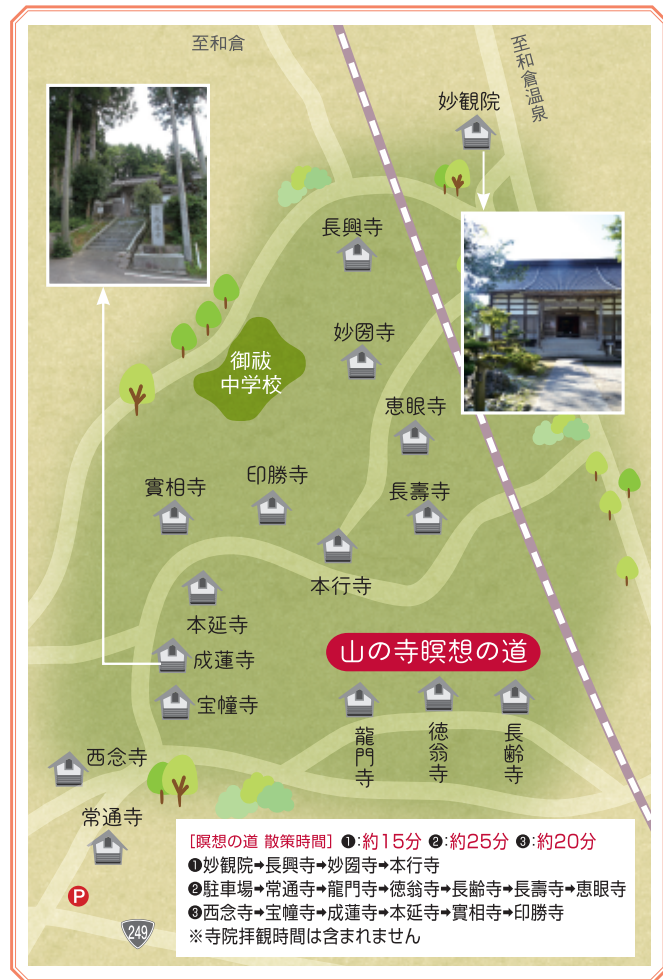 至和倉
至和倉温泉
妙観院
長興寺
妙圀寺
御祓
中学校
恵眼寺
印勝寺
實相寺
長壽寺
本行寺
本延寺
山の寺瞑想の道
成蓮寺
宝幢寺
龍門寺
徳翁寺
長齢寺
西念寺
常通寺
P
249
［瞑想の道 散策時間］ ❶：約15分 ❷：約25分 ❸：約20分
❶妙観院➡長興寺➡妙圀寺➡本行寺
❷駐車場➡常通寺➡龍門寺➡徳翁寺➡長齢寺➡長壽寺➡恵眼寺
❸西念寺➡宝幢寺➡成蓮寺➡本延寺➡實相寺➡印勝寺
※寺院拝観時間は含まれません